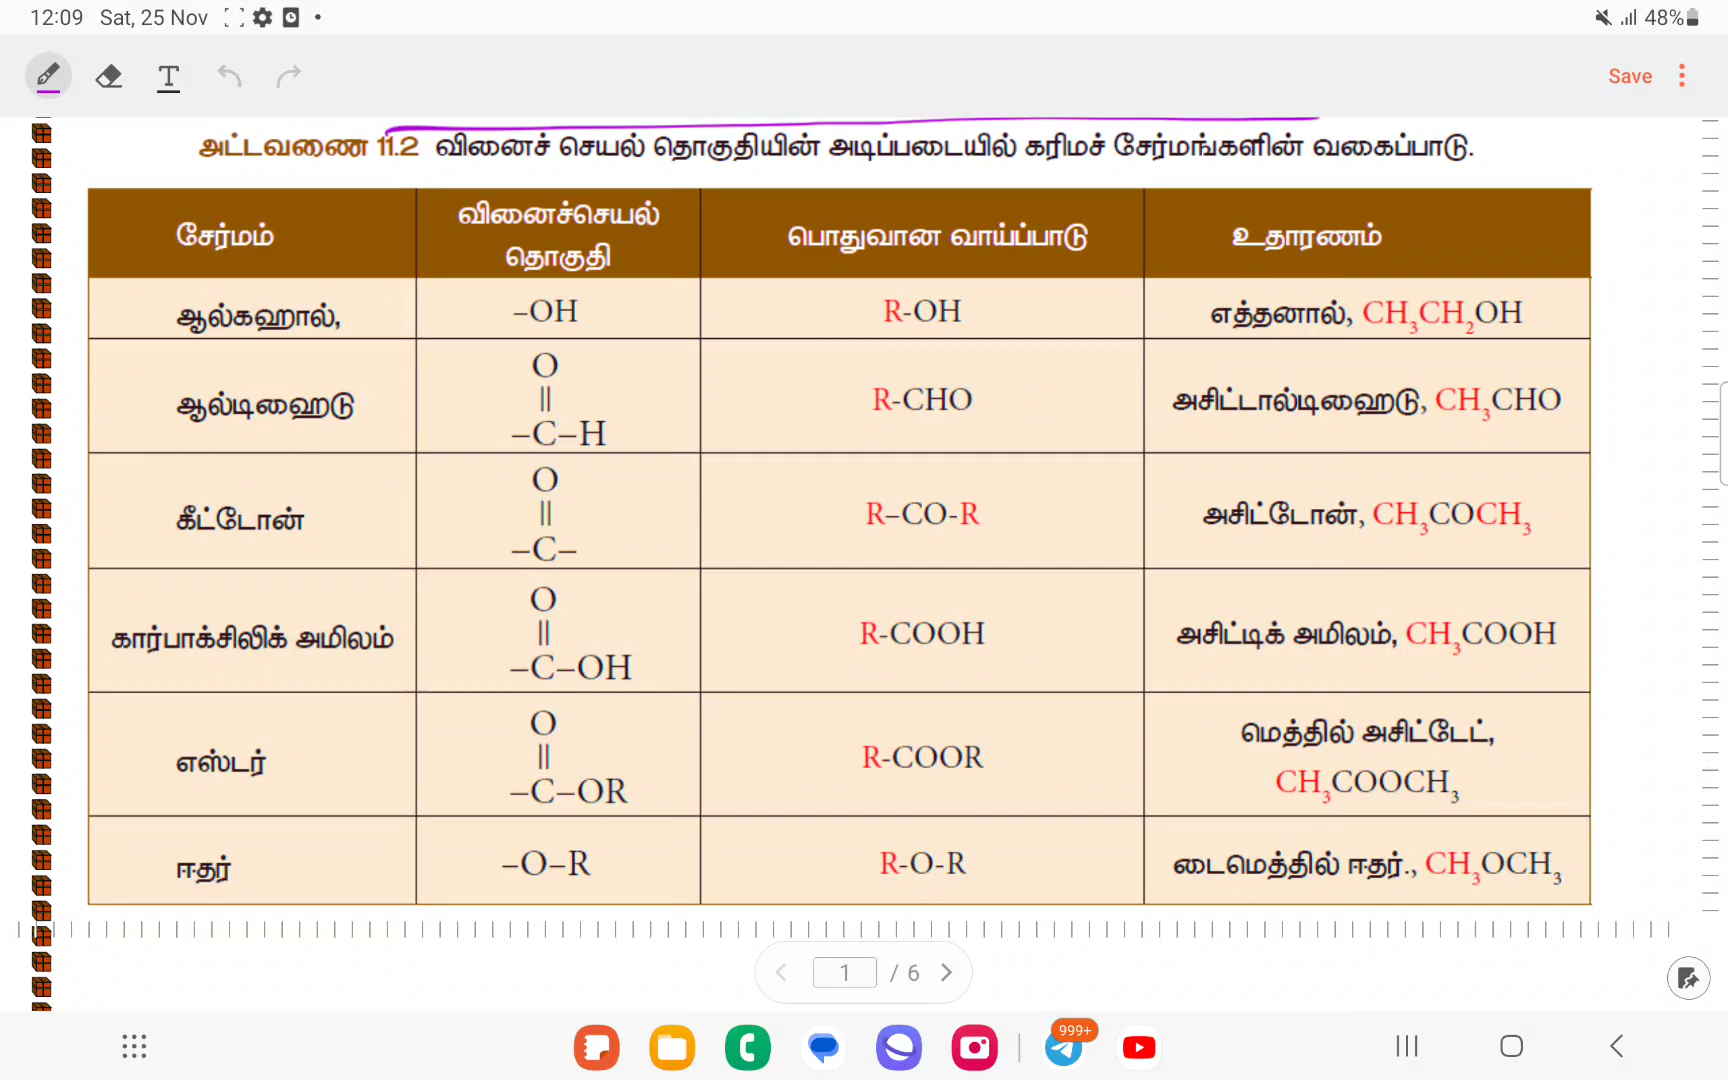 12:09 Sat, 25 Nov
48%
T
Save
அட்டவணை 11.2 வினைச் செயல் தொகுதியின் அடிப்படையில் கரிமச் சேர்மங்களின் வகைப்பாடு.
சேர்மம் வினைச்செயல் தொகுதி பொதுவான வாய்ப்பாடு உதாரணம்
ஆல்கஹால், –OH R-OH எத்தனால், CH₃CH₂OH
O
||
ஆல்டிஹைடு –C–H R-CHO அசிட்டால்டிஹைடு, CH₃CHO
O
||
கீட்டோன் –C– R–CO-R அசிட்டோன், CH₃COCH₃
O
||
கார்பாக்சிலிக் அமிலம் –C–OH R-COOH அசிட்டிக் அமிலம், CH₃COOH
O
||
எஸ்டர் –C–OR R-COOR மெத்தில் அசிட்டேட்,
CH₃COOCH₃
ஈதர் –O–R R-O-R டைமெத்தில் ஈதர்., CH₃OCH₃
1 / 6
999+